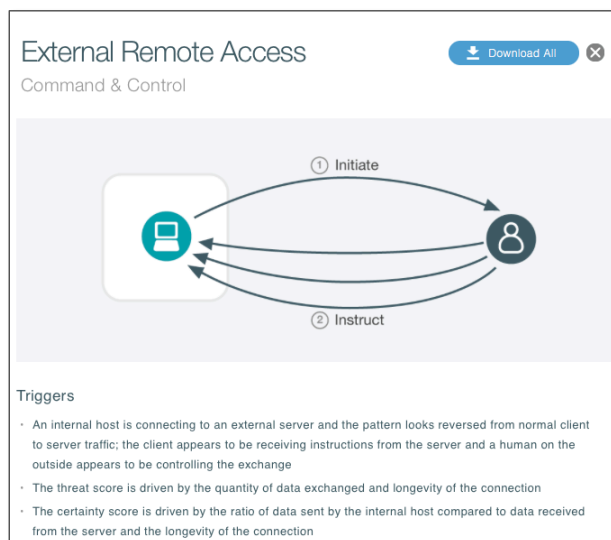 External Remote Access
Download All
Command & Control
1 Initiate
2 Instruct
Triggers
• An internal host is connecting to an external server and the pattern looks reversed from normal client
to server traffic; the client appears to be receiving instructions from the server and a human on the
outside appears to be controlling the exchange
• The threat score is driven by the quantity of data exchanged and longevity of the connection
• The certainty score is driven by the ratio of data sent by the internal host compared to data received
from the server and the longevity of the connection